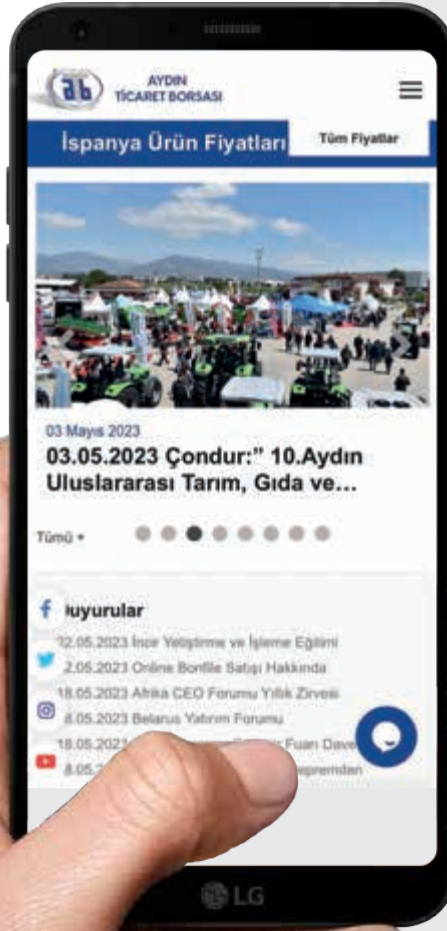 ab
AYDIN
TİCARET BORSASI
İspanya Ürün Fiyatları
Tüm Fiyatlar
03 Mayıs 2023
03.05.2023 Çondur:” 10.Aydın
Uluslararası Tarım, Gıda ve...
Tümü +
uyurular
22.05.2023 İncir Yetiştirme ve İşleme Eğitimi
2.05.2023 Online Bonfile Satışı Hakkında
18.05.2023 Afrika CEO Forumu Yıllık Zirvesi
8.05.2023 Belarus Yatırım Forumu
18.05.2023 Fuarı Dave
8.05.2 epremden
LG